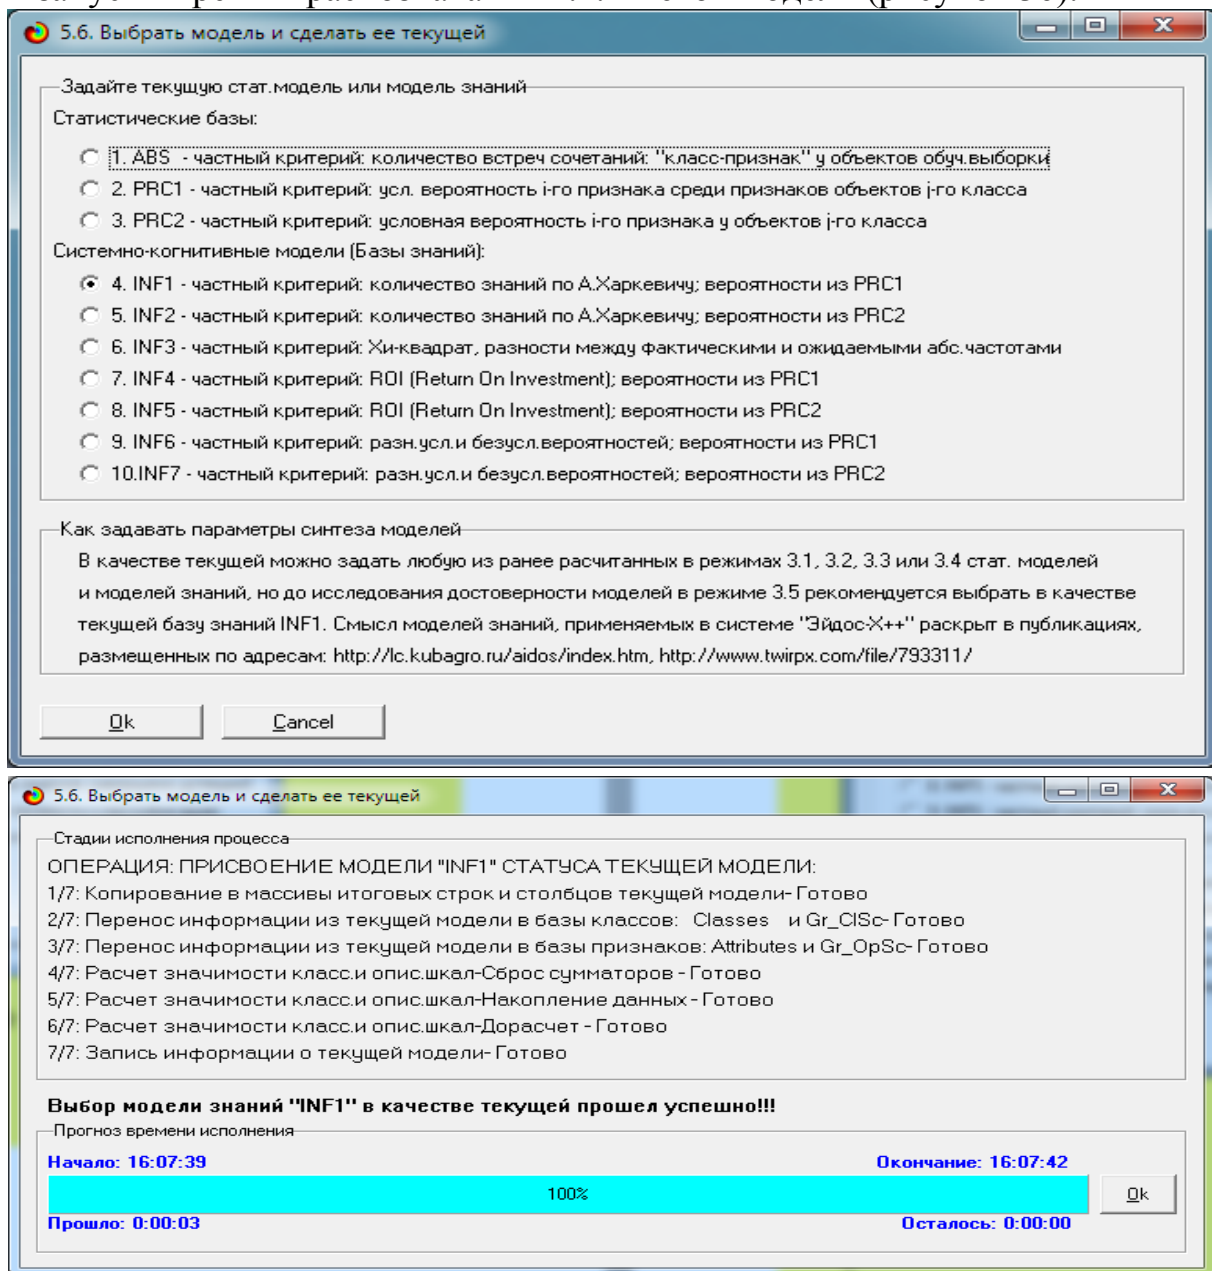 5.6. Выбрать модель и сделать ее текущей
Задайте текущую стат.модель или модель знаний
Статистические базы:
1. ABS - частный критерий: количество встреч сочетаний: "класс-признак" у объектов обуч.выборки
2. PRC1 - частный критерий: усл. вероятность i-го признака среди признаков объектов j-го класса
3. PRC2 - частный критерий: условная вероятность i-го признака у объектов j-го класса
Системно-когнитивные модели (Базы знаний):
4. INF1 - частный критерий: количество знаний по А.Харкевичу; вероятности из PRC1
5. INF2 - частный критерий: количество знаний по А.Харкевичу; вероятности из PRC2
6. INF3 - частный критерий: Хи-квадрат, разности между фактическими и ожидаемыми абс.частотами
7. INF4 - частный критерий: ROI (Return On Investment); вероятности из PRC1
8. INF5 - частный критерий: ROI (Return On Investment); вероятности из PRC2
9. INF6 - частный критерий: разн.усл.и безусл.вероятностей; вероятности из PRC1
10.INF7 - частный критерий: разн.усл.и безусл.вероятностей; вероятности из PRC2
Как задавать параметры синтеза моделей
В качестве текущей можно задать любую из ранее расчитанных в режимах 3.1, 3.2, 3.3 или 3.4 стат. моделей
и моделей знаний, но до исследования достоверности моделей в режиме 3.5 рекомендуется выбрать в качестве
текущей базу знаний INF1. Смысл моделей знаний, применяемых в системе "Эйдос-Х++" раскрыт в публикациях,
размещенных по адресам: http://lc.kubagro.ru/aidos/index.htm, http://www.twirpx.com/file/793311/
Ok Cancel
5.6. Выбрать модель и сделать ее текущей
Стадии исполнения процесса
ОПЕРАЦИЯ: ПРИСВОЕНИЕ МОДЕЛИ "INF1" СТАТУСА ТЕКУЩЕЙ МОДЕЛИ:
1/7: Копирование в массивы итоговых строк и столбцов текущей модели- Готово
2/7: Перенос информации из текущей модели в базы классов: Classes и Gr_ClSc- Готово
3/7: Перенос информации из текущей модели в базы признаков: Attributes и Gr_OpSc- Готово
4/7: Расчет значимости класс.и опис.шкал-Сброс сумматоров - Готово
5/7: Расчет значимости класс.и опис.шкал-Накопление данных - Готово
6/7: Расчет значимости класс.и опис.шкал-Дорасчет - Готово
7/7: Запись информации о текущей модели- Готово
Выбор модели знаний "INF1" в качестве текущей прошел успешно!!!
Прогноз времени исполнения
Начало: 16:07:39 Окончание: 16:07:42
100% Ok
Прошло: 0:00:03 Осталось: 0:00:00